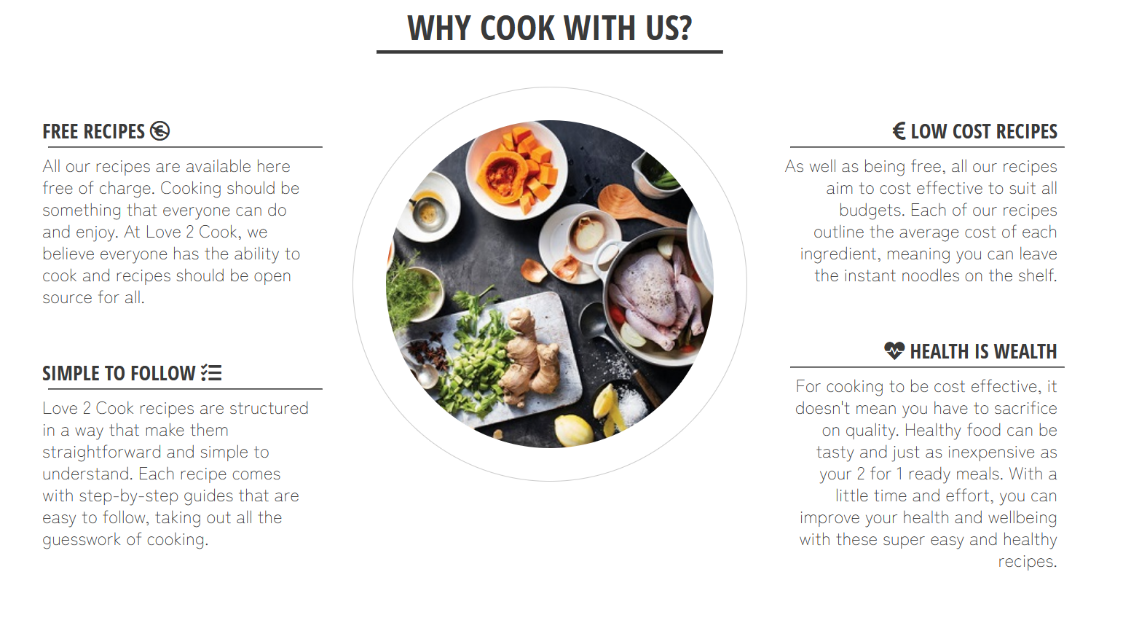 WHY COOK WITH US?
FREE RECIPES
All our recipes are available here
free of charge. Cooking should be
something that everyone can do
and enjoy. At Love 2 Cook, we
believe everyone has the ability to
cook and recipes should be open
source for all.
SIMPLE TO FOLLOW
Love 2 Cook recipes are structured
in a way that make them
straightforward and simple to
understand. Each recipe comes
with step-by-step guides that are
easy to follow, taking out all the
guesswork of cooking.
€ LOW COST RECIPES
As well as being free, all our recipes
aim to cost effective to suit all
budgets. Each of our recipes
outline the average cost of each
ingredient, meaning you can leave
the instant noodles on the shelf.
HEALTH IS WEALTH
For cooking to be cost effective, it
doesn't mean you have to sacrifice
on quality. Healthy food can be
tasty and just as inexpensive as
your 2 for 1 ready meals. With a
little time and effort, you can
improve your health and wellbeing
with these super easy and healthy
recipes.